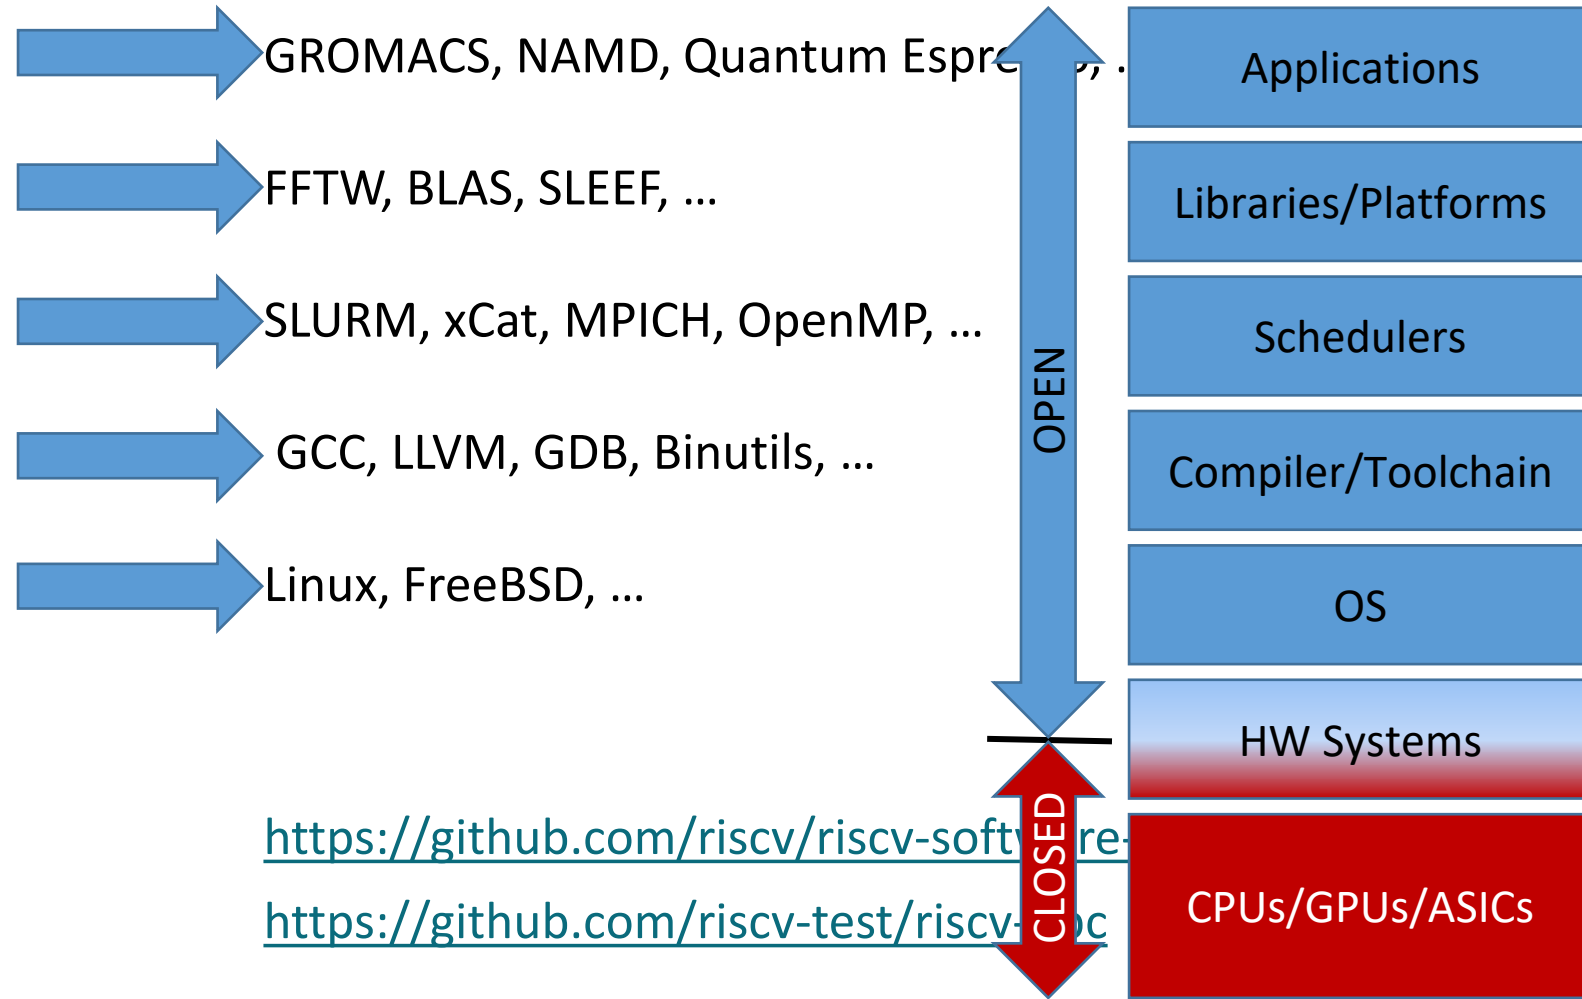 GROMACS, NAMD, Quantum
Applications
FFTW, BLAS, SLEEF, …
Libraries/Platforms
SLURM, xCat, MPICH, OpenMP, …
Schedulers
OPEN
GCC, LLVM, GDB, Binutils, …
Compiler/Toolchain
Linux, FreeBSD, …
OS
HW Systems
CLOSED
https://github.com/riscv/riscv-soft
CPUs/GPUs/ASICs
https://github.com/riscv-test/riscv-